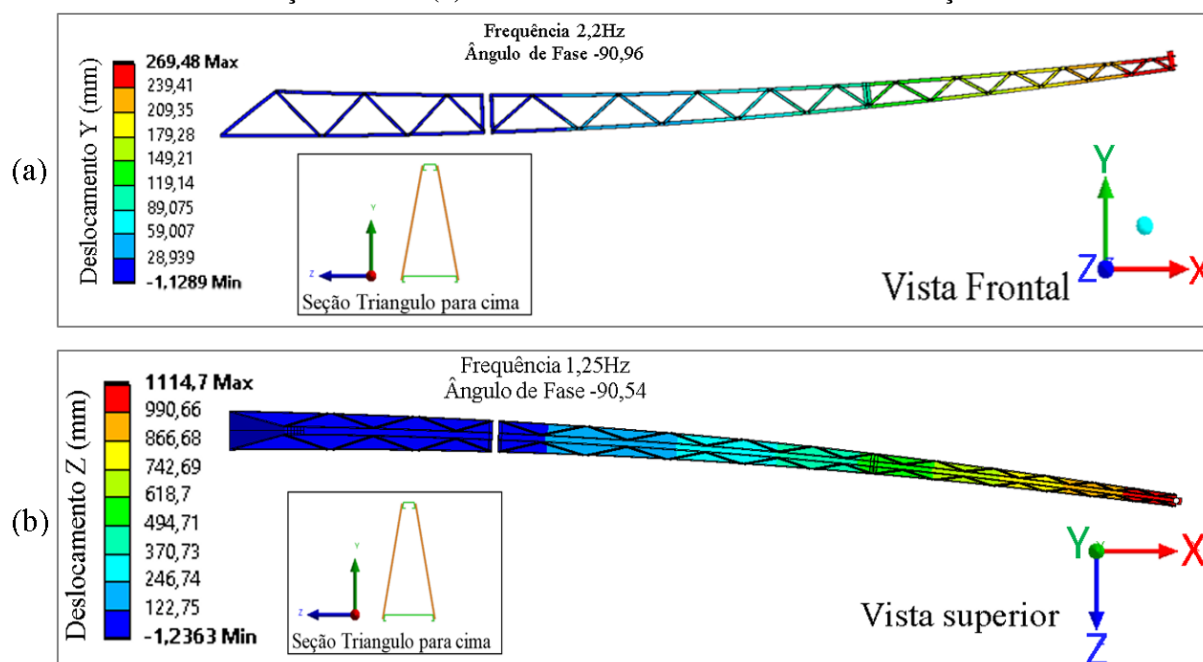 (a)
Frequência 2,2Hz
Ângulo de Fase -90,96
Deslocamento Y (mm)
269,48 Max
239,41
209,35
179,28
149,21
119,14
89,075
59,007
28,939
-1,1289 Min
Y
Z
Seção Triangulo para cima
Y
Z
X
Vista Frontal
(b)
Frequência 1,25Hz
Ângulo de Fase -90,54
Deslocamento Z (mm)
1114,7 Max
990,66
866,68
742,69
618,7
494,71
370,73
246,74
122,75
-1,2363 Min
Y
Z
Seção Triangulo para cima
Y
X
Z
Vista superior